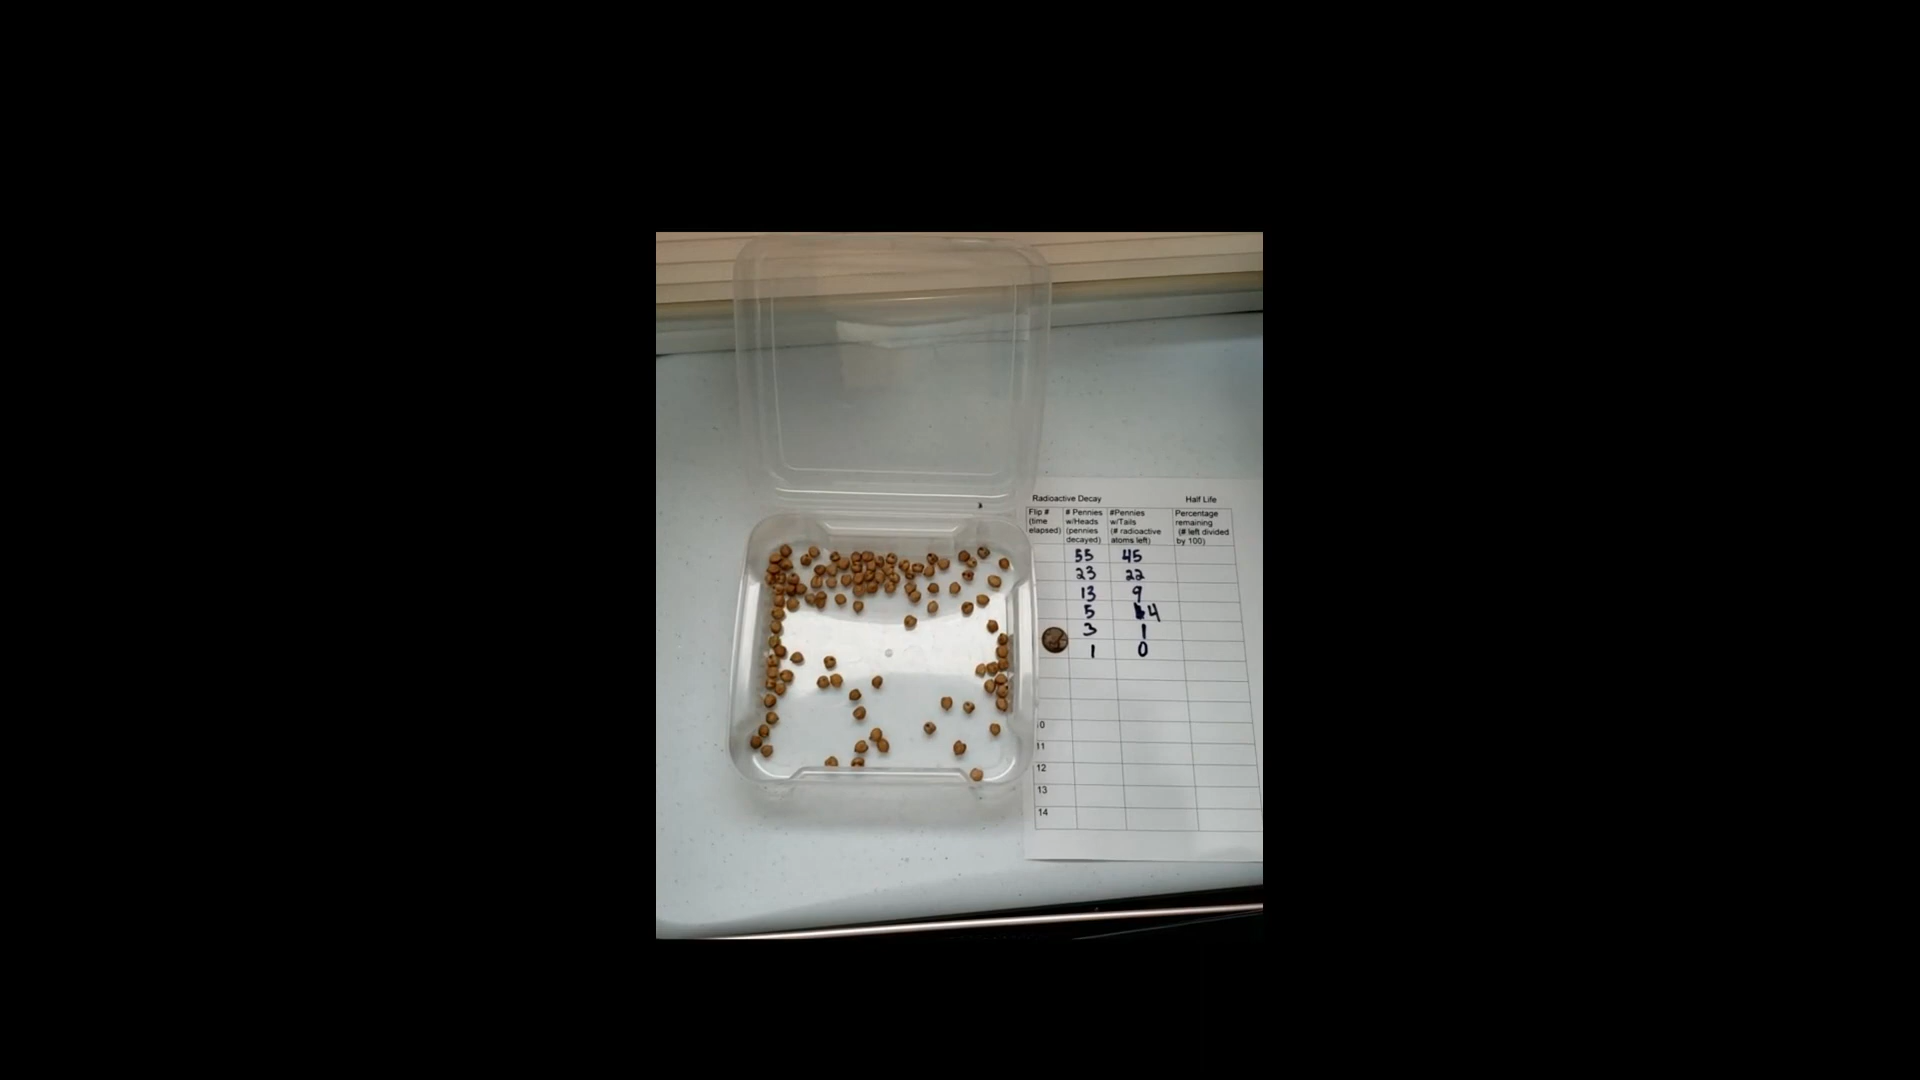 Radioactive Decay Half Life
Flip # # Pennies #Pennies Percentage
(time w/Heads w/Tails remaining
elapsed) (pennies (# radioactive (# left divided
decayed) atoms left) by 100)
55 45
23 22
13 9
5 4
3 1
1 0
0
11
12
13
14